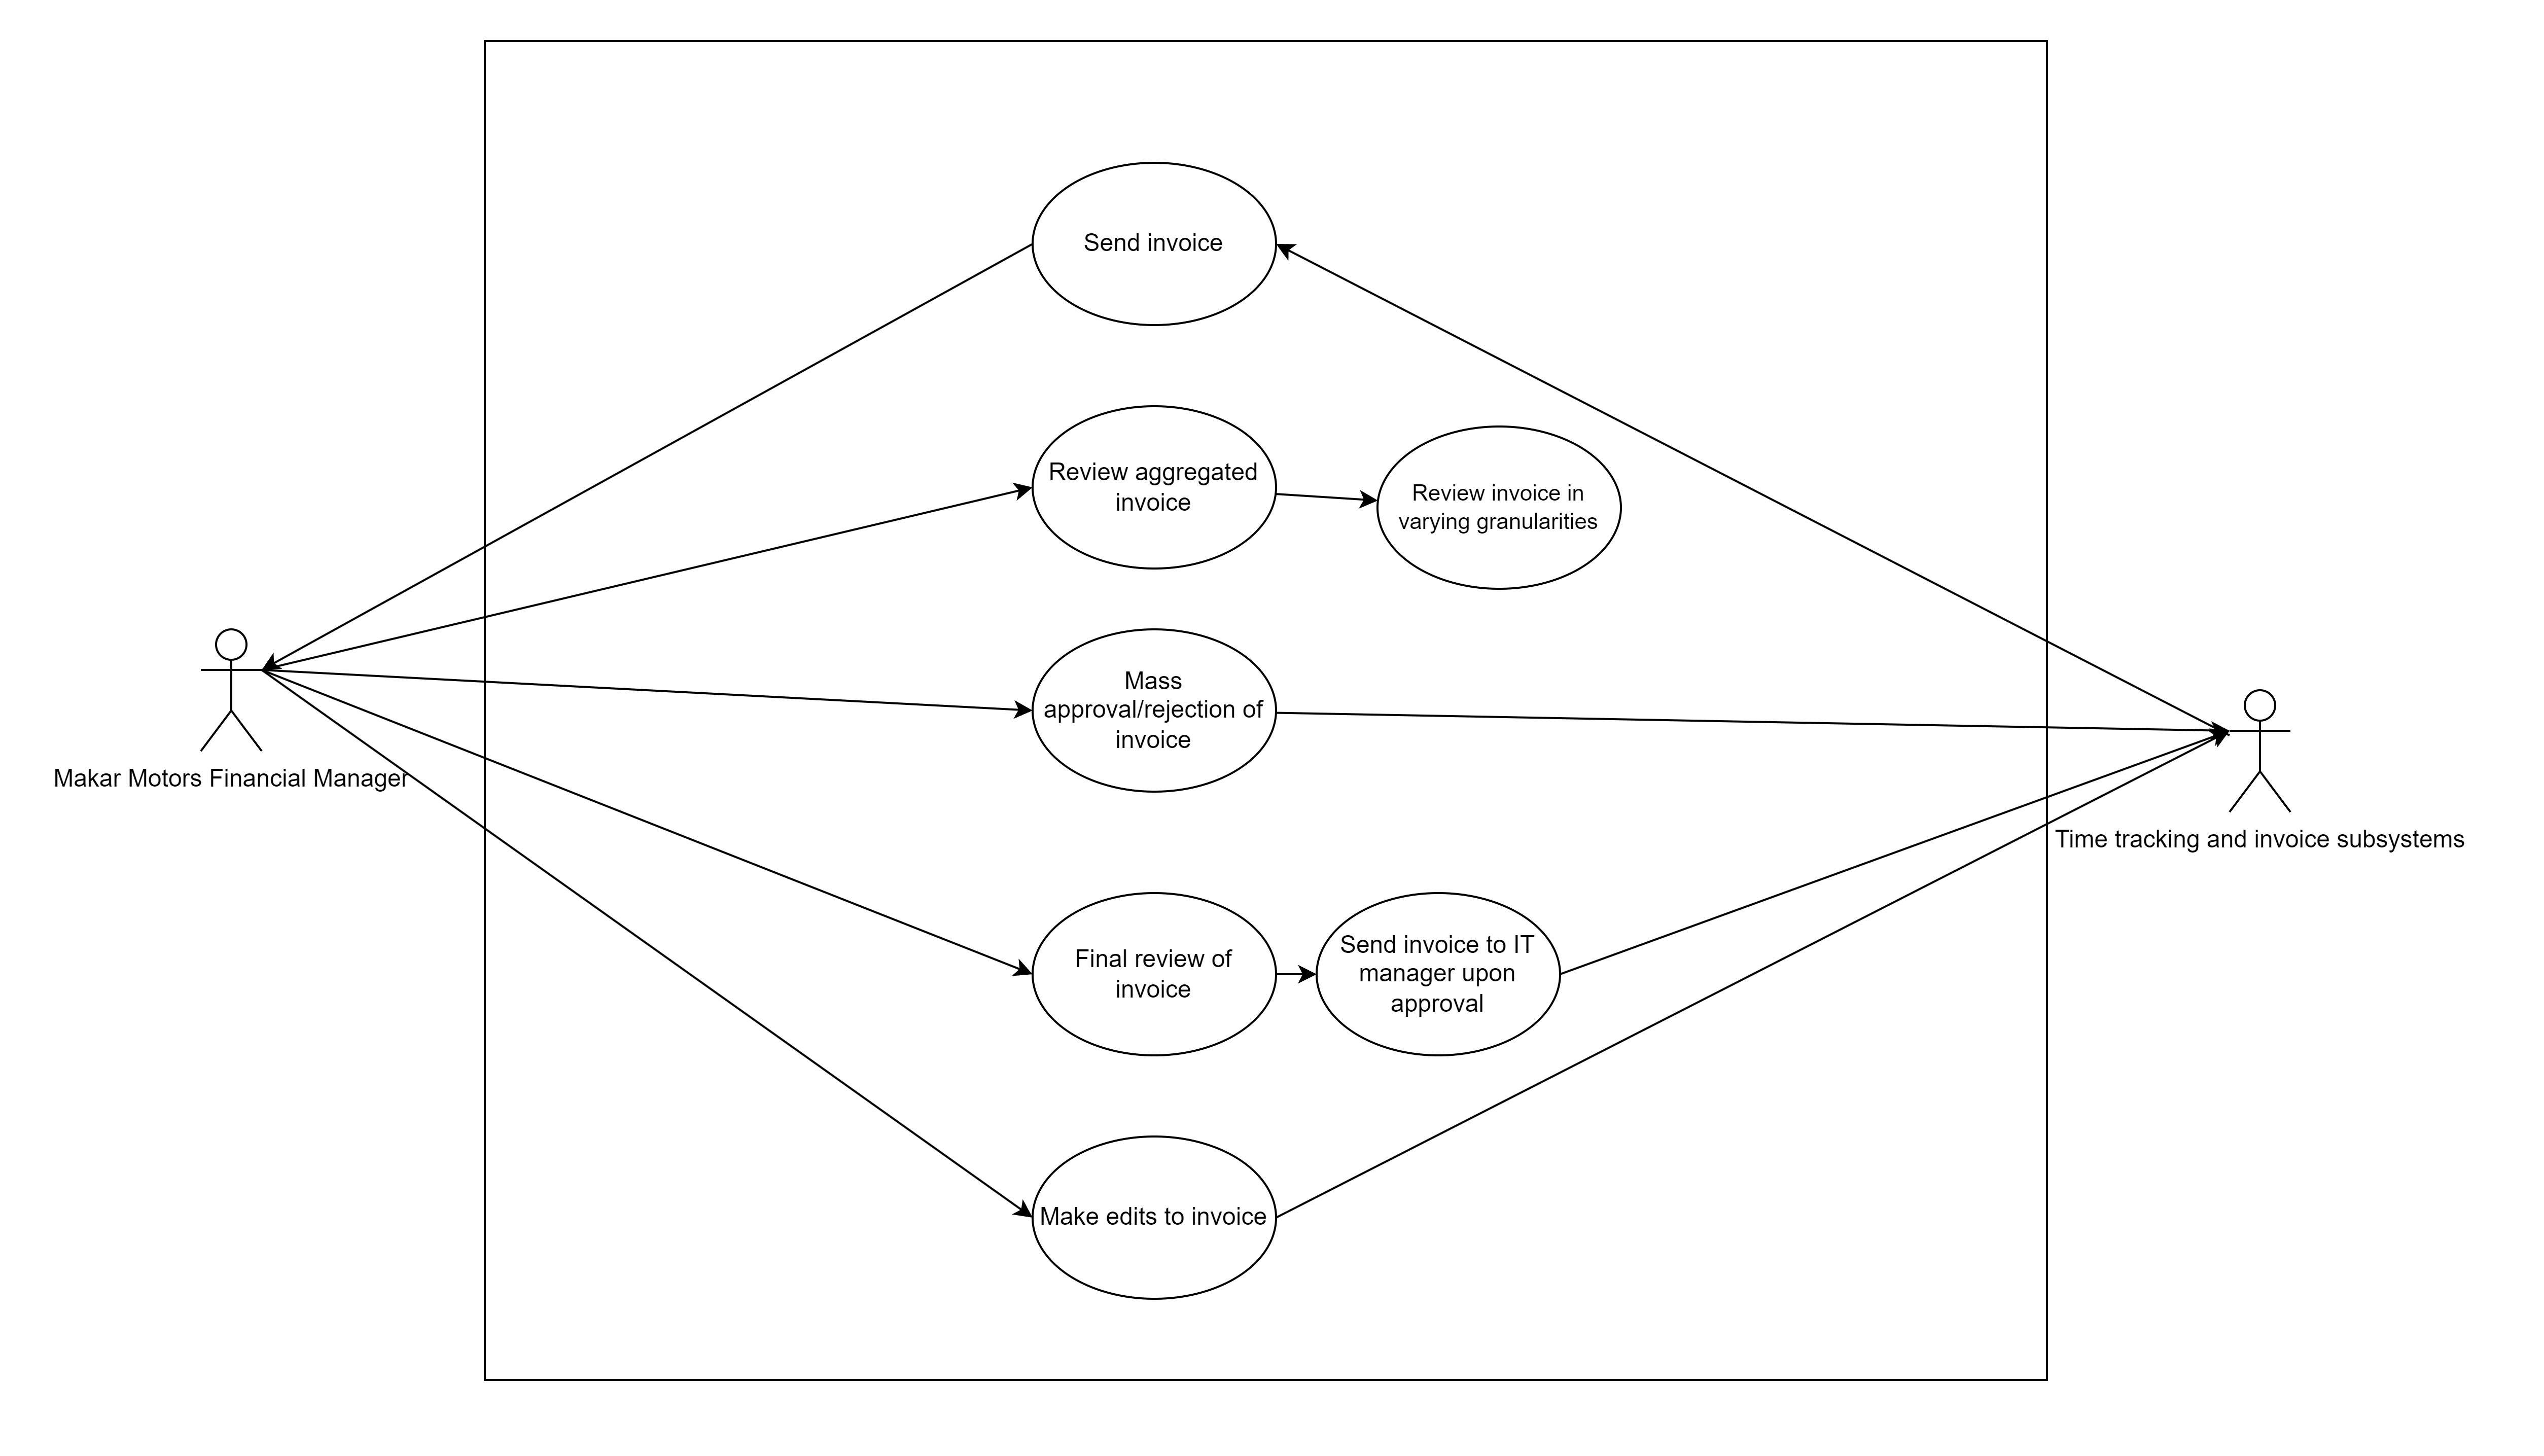 Send invoice
Review aggregated
invoice
Review invoice in
varying granularities
Mass
approval/rejection of
invoice
Makar Motors Financial Manager
Time tracking and invoice subsystems
Final review of
invoice
Send invoice to IT
manager upon
approval
Make edits to invoice